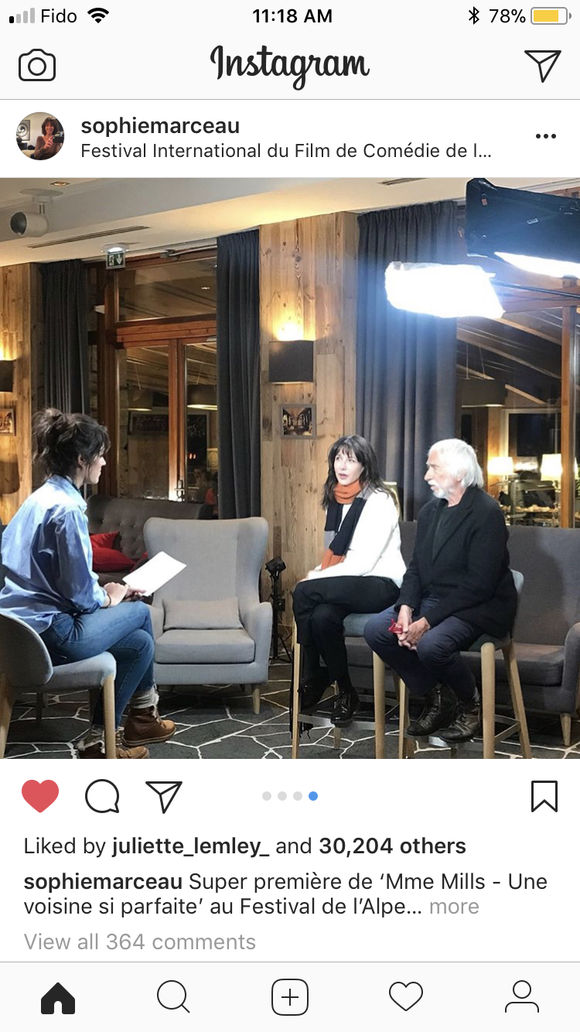 Fido 11:18 AM 78%
Instagram
sophiemarceau
Festival International du Film de Comédie de l...
Liked by juliette_lemley_ and 30,204 others
sophiemarceau Super première de ‘Mme Mills - Une
voisine si parfaite’ au Festival de l’Alpe... more
View all 364 comments